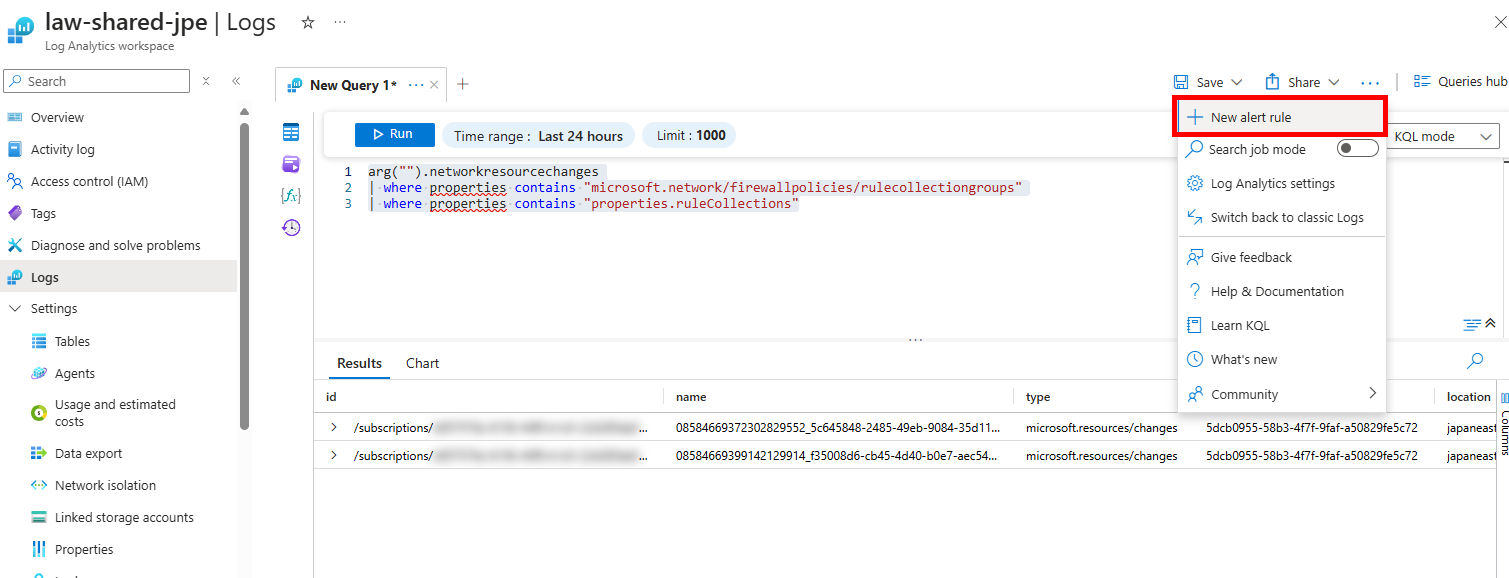 law-shared-jpe | Logs
Log Analytics workspace
Search
Overview
Activity log
Access control (IAM)
Tags
Diagnose and solve problems
Logs
Settings
Tables
Agents
Usage and estimated
costs
Data export
Network isolation
Linked storage accounts
Properties
New Query 1*
Save
Share
Queries hub
Run
Time range : Last 24 hours
Limit : 1000
KQL mode
1 arg("").networkresourcechanges
2 | where properties contains "microsoft.network/firewallpolicies/rulecollectiongroups"
3 | where properties contains "properties.ruleCollections"
New alert rule
Search job mode
Log Analytics settings
Switch back to classic Logs
Give feedback
Help & Documentation
Learn KQL
What's new
Community
Results Chart
id name type location
/subscriptions/ ... 08584669372302829552_5c645848-2485-49eb-9084-35d11... microsoft.resources/changes 5dcb0955-58b3-4f7f-9faf-a50829fe5c72 japaneast
/subscriptions/ ... 08584669399142129914_f35008d6-cb45-4d40-b0e7-aec54... microsoft.resources/changes 5dcb0955-58b3-4f7f-9faf-a50829fe5c72 japaneast
Columns